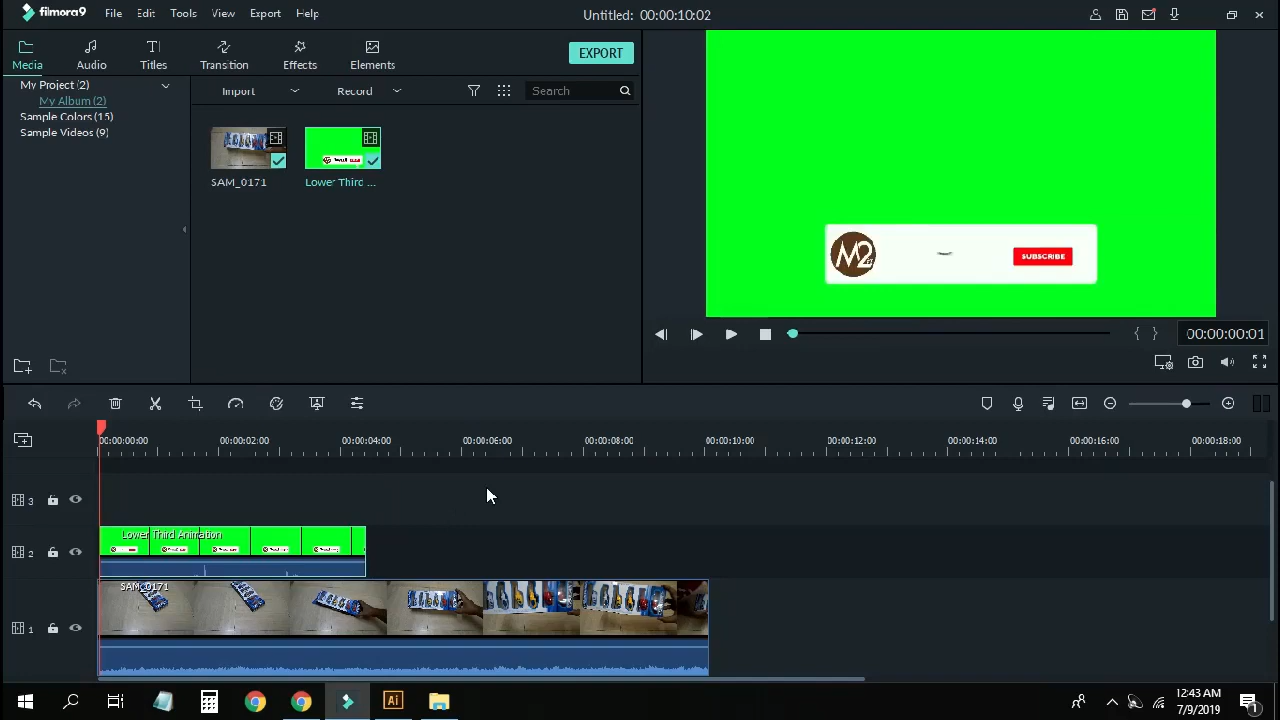 filmora9 File Edit Tools View Export Help Untitled: 00:00:10:02
Media Audio Titles Transition Effects Elements EXPORT
My Project (2)
My Album (2)
Sample Colors (15)
Sample Videos (9)
Import Record Search
SAM_0171 Lower Third ...
M2
SUBSCRIBE
00:00:00:01
00:00:00:00 00:00:02:00 00:00:04:00 00:00:06:00 00:00:08:00 00:00:10:00 00:00:12:00 00:00:14:00 00:00:16:00 00:00:18:00
3
2
Lower Third Animation
1
SAM_0171
Ai
12:43 AM
7/9/2019
1